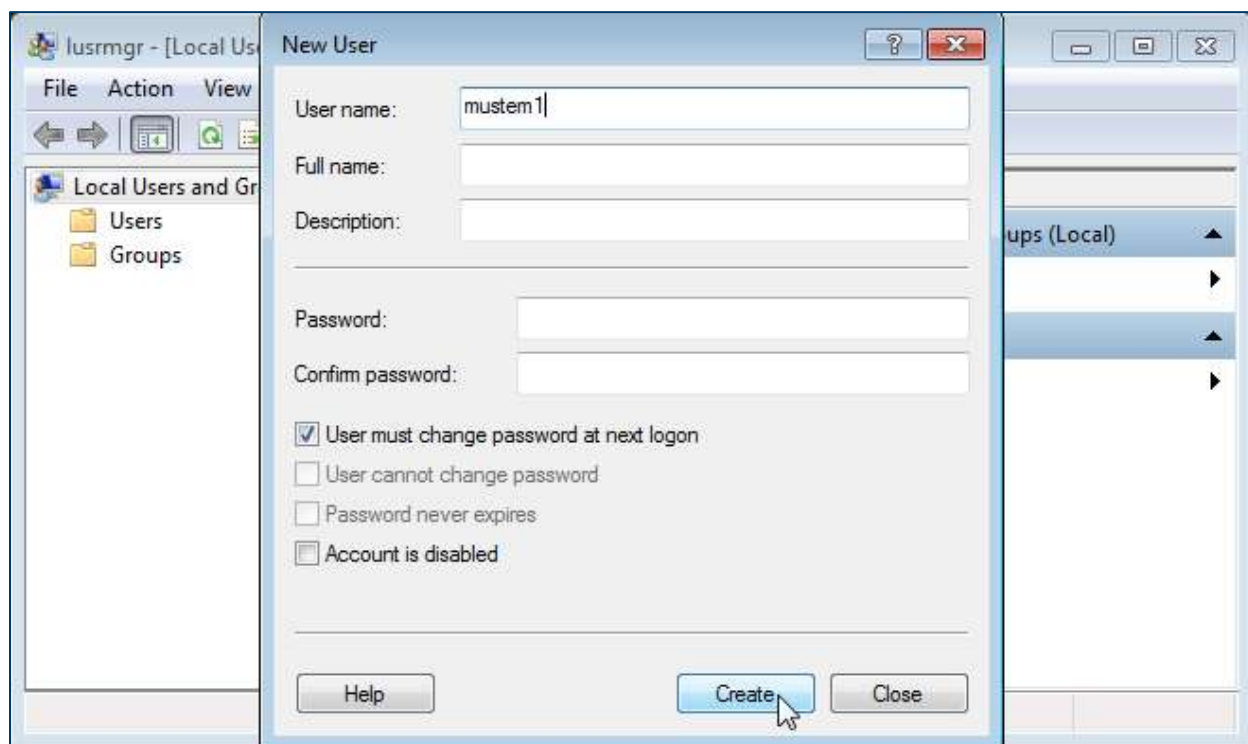 lusrmgr - [Local Use
New User
File Action View
User name: mustem1
Full name:
Local Users and Gr
Description:
Users
ups (Local)
Groups
Password:
Confirm password:
User must change password at next logon
User cannot change password
Password never expires
Account is disabled
Help Create Close